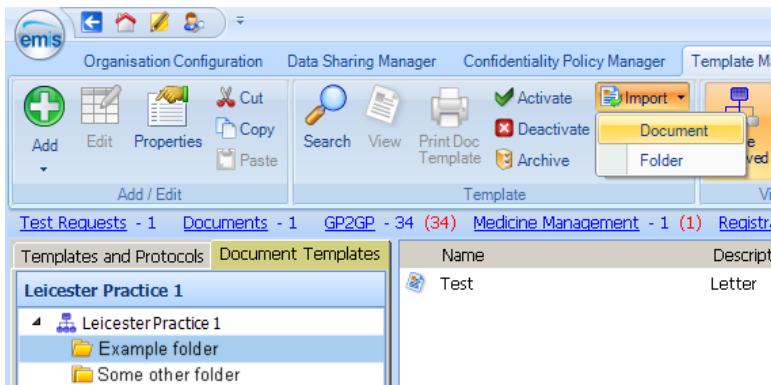 emis
Organisation Configuration Data Sharing Manager Confidentiality Policy Manager Template Ma
Add
Edit
Properties
Cut
Copy
Paste
Add / Edit
Search
View
Print Doc
Template
Activate
Deactivate
Archive
Import
Document
Folder
Template
Test Requests - 1 Documents - 1 GP2GP - 34 (34) Medicine Management - 1 (1) Registr
Templates and Protocols Document Templates
Name Descript
Leicester Practice 1
Test Letter
Leicester Practice 1
Example folder
Some other folder